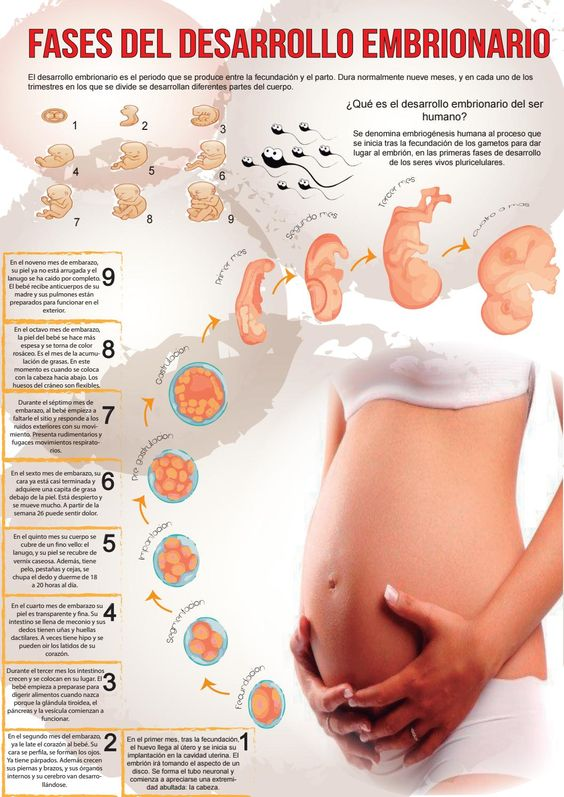 FASES DEL DESARROLLO EMBRIONARIO
El desarrollo embrionario es el periodo que se produce entre la fecundación y el parto. Dura normalmente nueve meses, y en cada uno de los
trimestres en los que se divide se desarrollan diferentes partes del cuerpo.
1
2
3
4
5
6
7
8
9
¿Qué es el desarrollo embrionario del ser
humano?
Se denomina embriogénesis humana al proceso que
se inicia tras la fecundación de los gametos para dar
lugar al embrión, en las primeras fases de desarrollo
de los seres vivos pluricelulares.
Primer mes
Segundo mes
Tercer mes
Cuatro a mas
Gastrulacion
Pre gastrulacion
Implantacion
Segmentacion
Fecundacion
En el noveno mes de embarazo,
su piel ya no está arrugada y el
lanugo se ha caído por completo.
El bebé recibe anticuerpos de su
madre y sus pulmones están
preparados para funcionar en el
exterior.
9
En el octavo mes de embarazo,
la piel del bebé se hace más
espesa y se torna de color
rosáceo. Es el mes de la acumu-
lación de grasas. En este
momento es cuando se coloca
con la cabeza hacia abajo. Los
huesos del cráneo son flexibles.
8
Durante el séptimo mes de
embarazo, al bebé empieza a
faltarle el sitio y responde a los
ruidos exteriores con su movi-
miento. Presenta rudimentarios y
fugaces movimientos respirato-
rios.
7
En el sexto mes de embarazo, su
cara ya está casi terminada y
adquiere una capita de grasa
debajo de la piel. Está despierto y
se mueve mucho. A partir de la
semana 26 puede sentir dolor.
6
En el quinto mes su cuerpo se
cubre de un fino vello: el
lanugo, y su piel se recubre de
vernix caseosa. Además, tiene
pelo, pestañas y cejas, se
chupa el dedo y duerme de 18
a 20 horas al día.
5
En el cuarto mes de embarazo su
piel es transparente y fina. Su
intestino se llena de meconio y sus
dedos tienen uñas y huellas
dactilares. A veces tiene hipo y se
pueden oir los latidos de su
corazón.
4
Durante el tercer mes los intestinos
crecen y se colocan en su lugar. El
bebé empieza a prepararse para
digerir alimentos cuando nazca
porque la glándula tiroidea, el
páncreas y la vesícula comienzan a
funcionar.
3
En el segundo mes del embarazo,
ya le late el corazón al bebé. Su
cara se perfila, se forman los ojos.
Ya tiene párpados. Además crecen
sus piernas y brazos, y sus órganos
internos y su cerebro van desarro-
llándose.
2
En el primer mes, tras la fecundación,
el huevo llega al útero y se inicia su
implantación en la cavidad uterina. El
embrión irá tomando el aspecto de un
disco. Se forma el tubo neuronal y
comienza a apreciarse una extremi-
dad abultada: la cabeza.
1